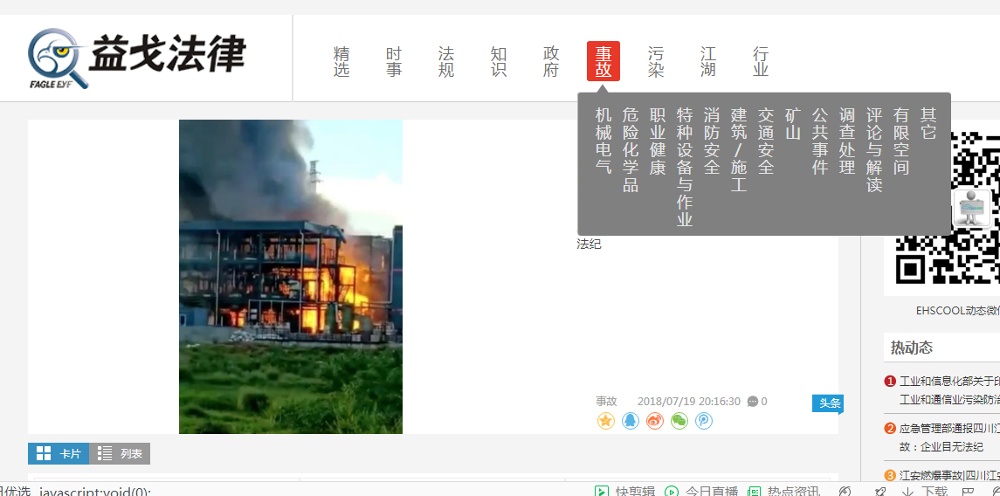 益戈法律
EAGLE EYE
精选
时事
法规
知识
政府
事故
污染
江湖
行业
机械电气
危险化学品
职业健康
特种设备与作业
消防安全
建筑/施工
交通安全
矿山
公共事件
调查处理
评论与解读
有限空间
其它
法纪
事故 2018/07/19 20:16:30 0
头条
卡片 列表
EHSCOOL动态微
热动态
1 工业和信息化部关于印
工业和通信业污染防治
2 应急管理部通报四川江
故：企业目无法纪
3 江安燃爆事故|四川江安
日优选 javascript:void(0);
快剪辑 今日直播 热点资讯 下载